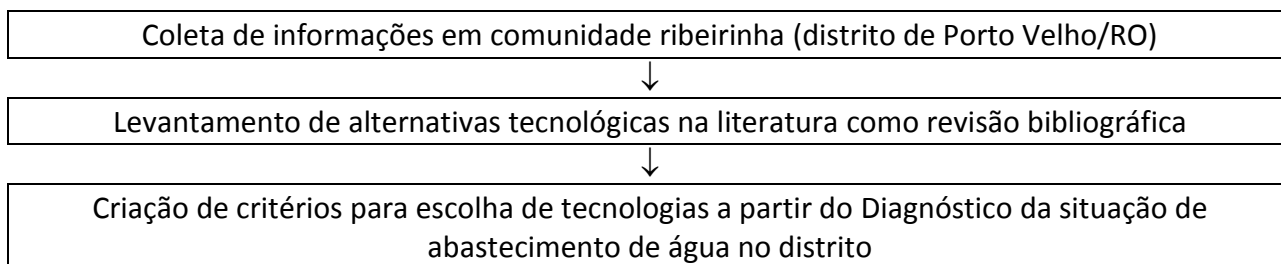 Coleta de informações em comunidade ribeirinha (distrito de Porto Velho/RO)
↓
Levantamento de alternativas tecnológicas na literatura como revisão bibliográfica
↓
Criação de critérios para escolha de tecnologias a partir do Diagnóstico da situação de
abastecimento de água no distrito